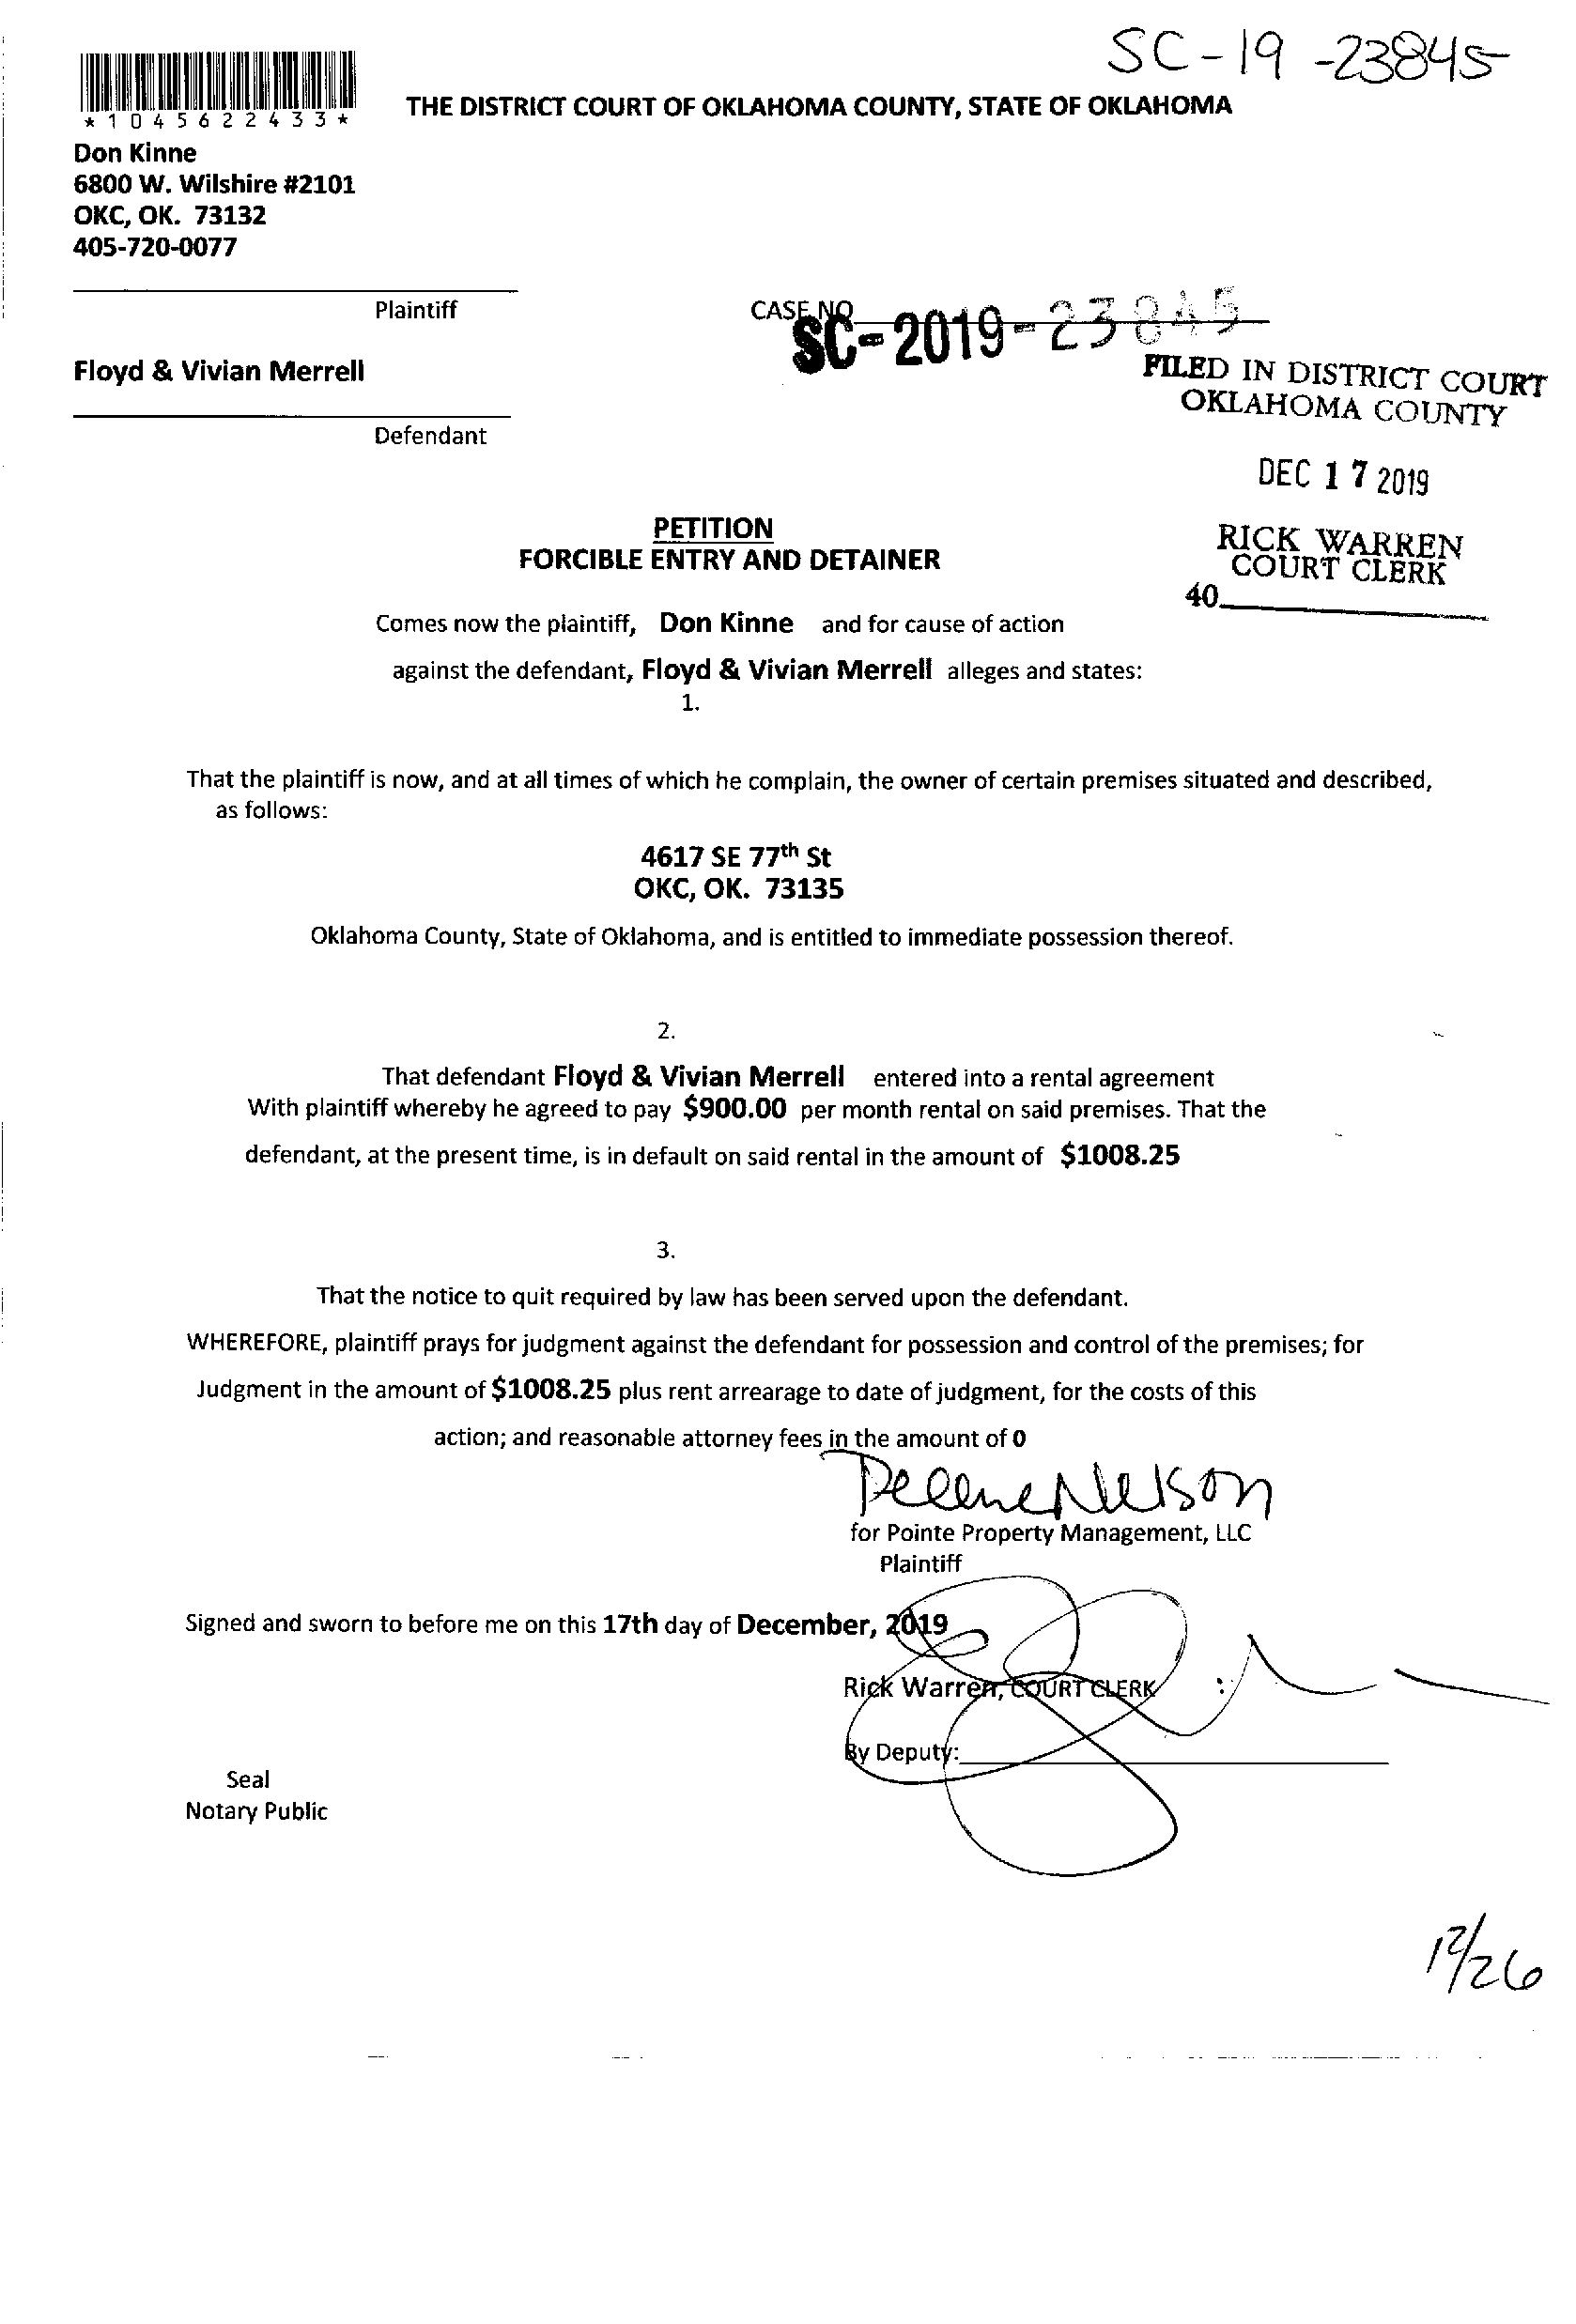 SC-19-23845
*1045622433*
THE DISTRICT COURT OF OKLAHOMA COUNTY, STATE OF OKLAHOMA
Don Kinne
6800 W. Wilshire #2101
OKC, OK. 73132
405-720-0077
Plaintiff
CASE NO
SC-2019-23845
Floyd & Vivian Merrell
FILED IN DISTRICT COURT
OKLAHOMA COUNTY
Defendant
DEC 17 2019
PETITION
FORCIBLE ENTRY AND DETAINER
RICK WARREN
COURT CLERK
40
Comes now the plaintiff, Don Kinne and for cause of action
against the defendant, Floyd & Vivian Merrell alleges and states:
1.
That the plaintiff is now, and at all times of which he complain, the owner of certain premises situated and described,
as follows:
4617 SE 77th St
OKC, OK. 73135
Oklahoma County, State of Oklahoma, and is entitled to immediate possession thereof.
2.
That defendant Floyd & Vivian Merrell entered into a rental agreement
With plaintiff whereby he agreed to pay $900.00 per month rental on said premises. That the
defendant, at the present time, is in default on said rental in the amount of $1008.25
3.
That the notice to quit required by law has been served upon the defendant.
WHEREFORE, plaintiff prays for judgment against the defendant for possession and control of the premises; for
Judgment in the amount of $1008.25 plus rent arrearage to date of judgment, for the costs of this
action; and reasonable attorney fees in the amount of 0
Nelson
for Pointe Property Management, LLC
Plaintiff
Signed and sworn to before me on this 17th day of December, 2019
Rick Warren, COURT CLERK :
By Deputy:
Seal
Notary Public
12/26